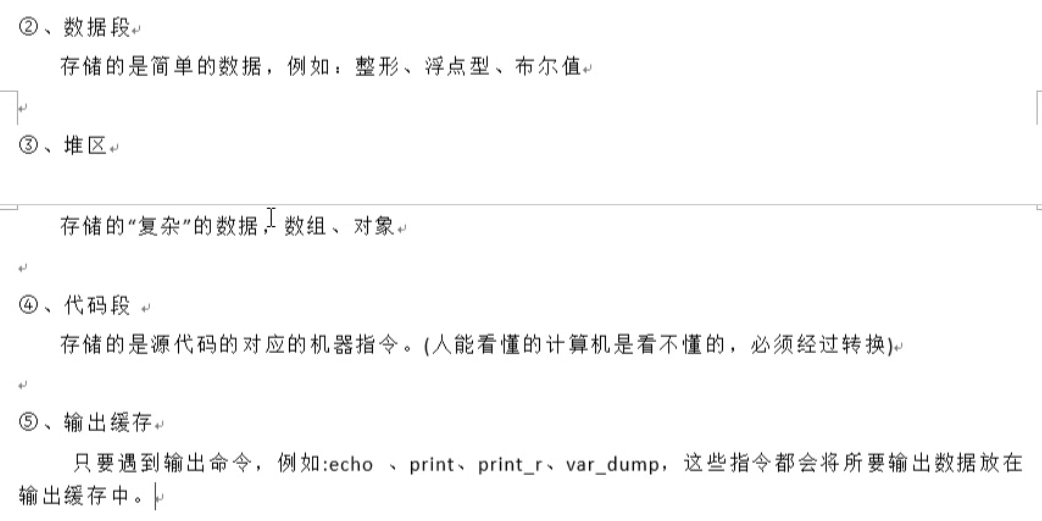 ②、数据段
存储的是简单的数据，例如：整形、浮点型、布尔值
③、堆区
存储的“复杂”的数据，数组、对象
④、代码段
存储的是源代码的对应的机器指令。(人能看懂的计算机是看不懂的，必须经过转换)
⑤、输出缓存
只要遇到输出命令，例如:echo 、print、print_r、var_dump，这些指令都会将所要输出数据放在
输出缓存中。